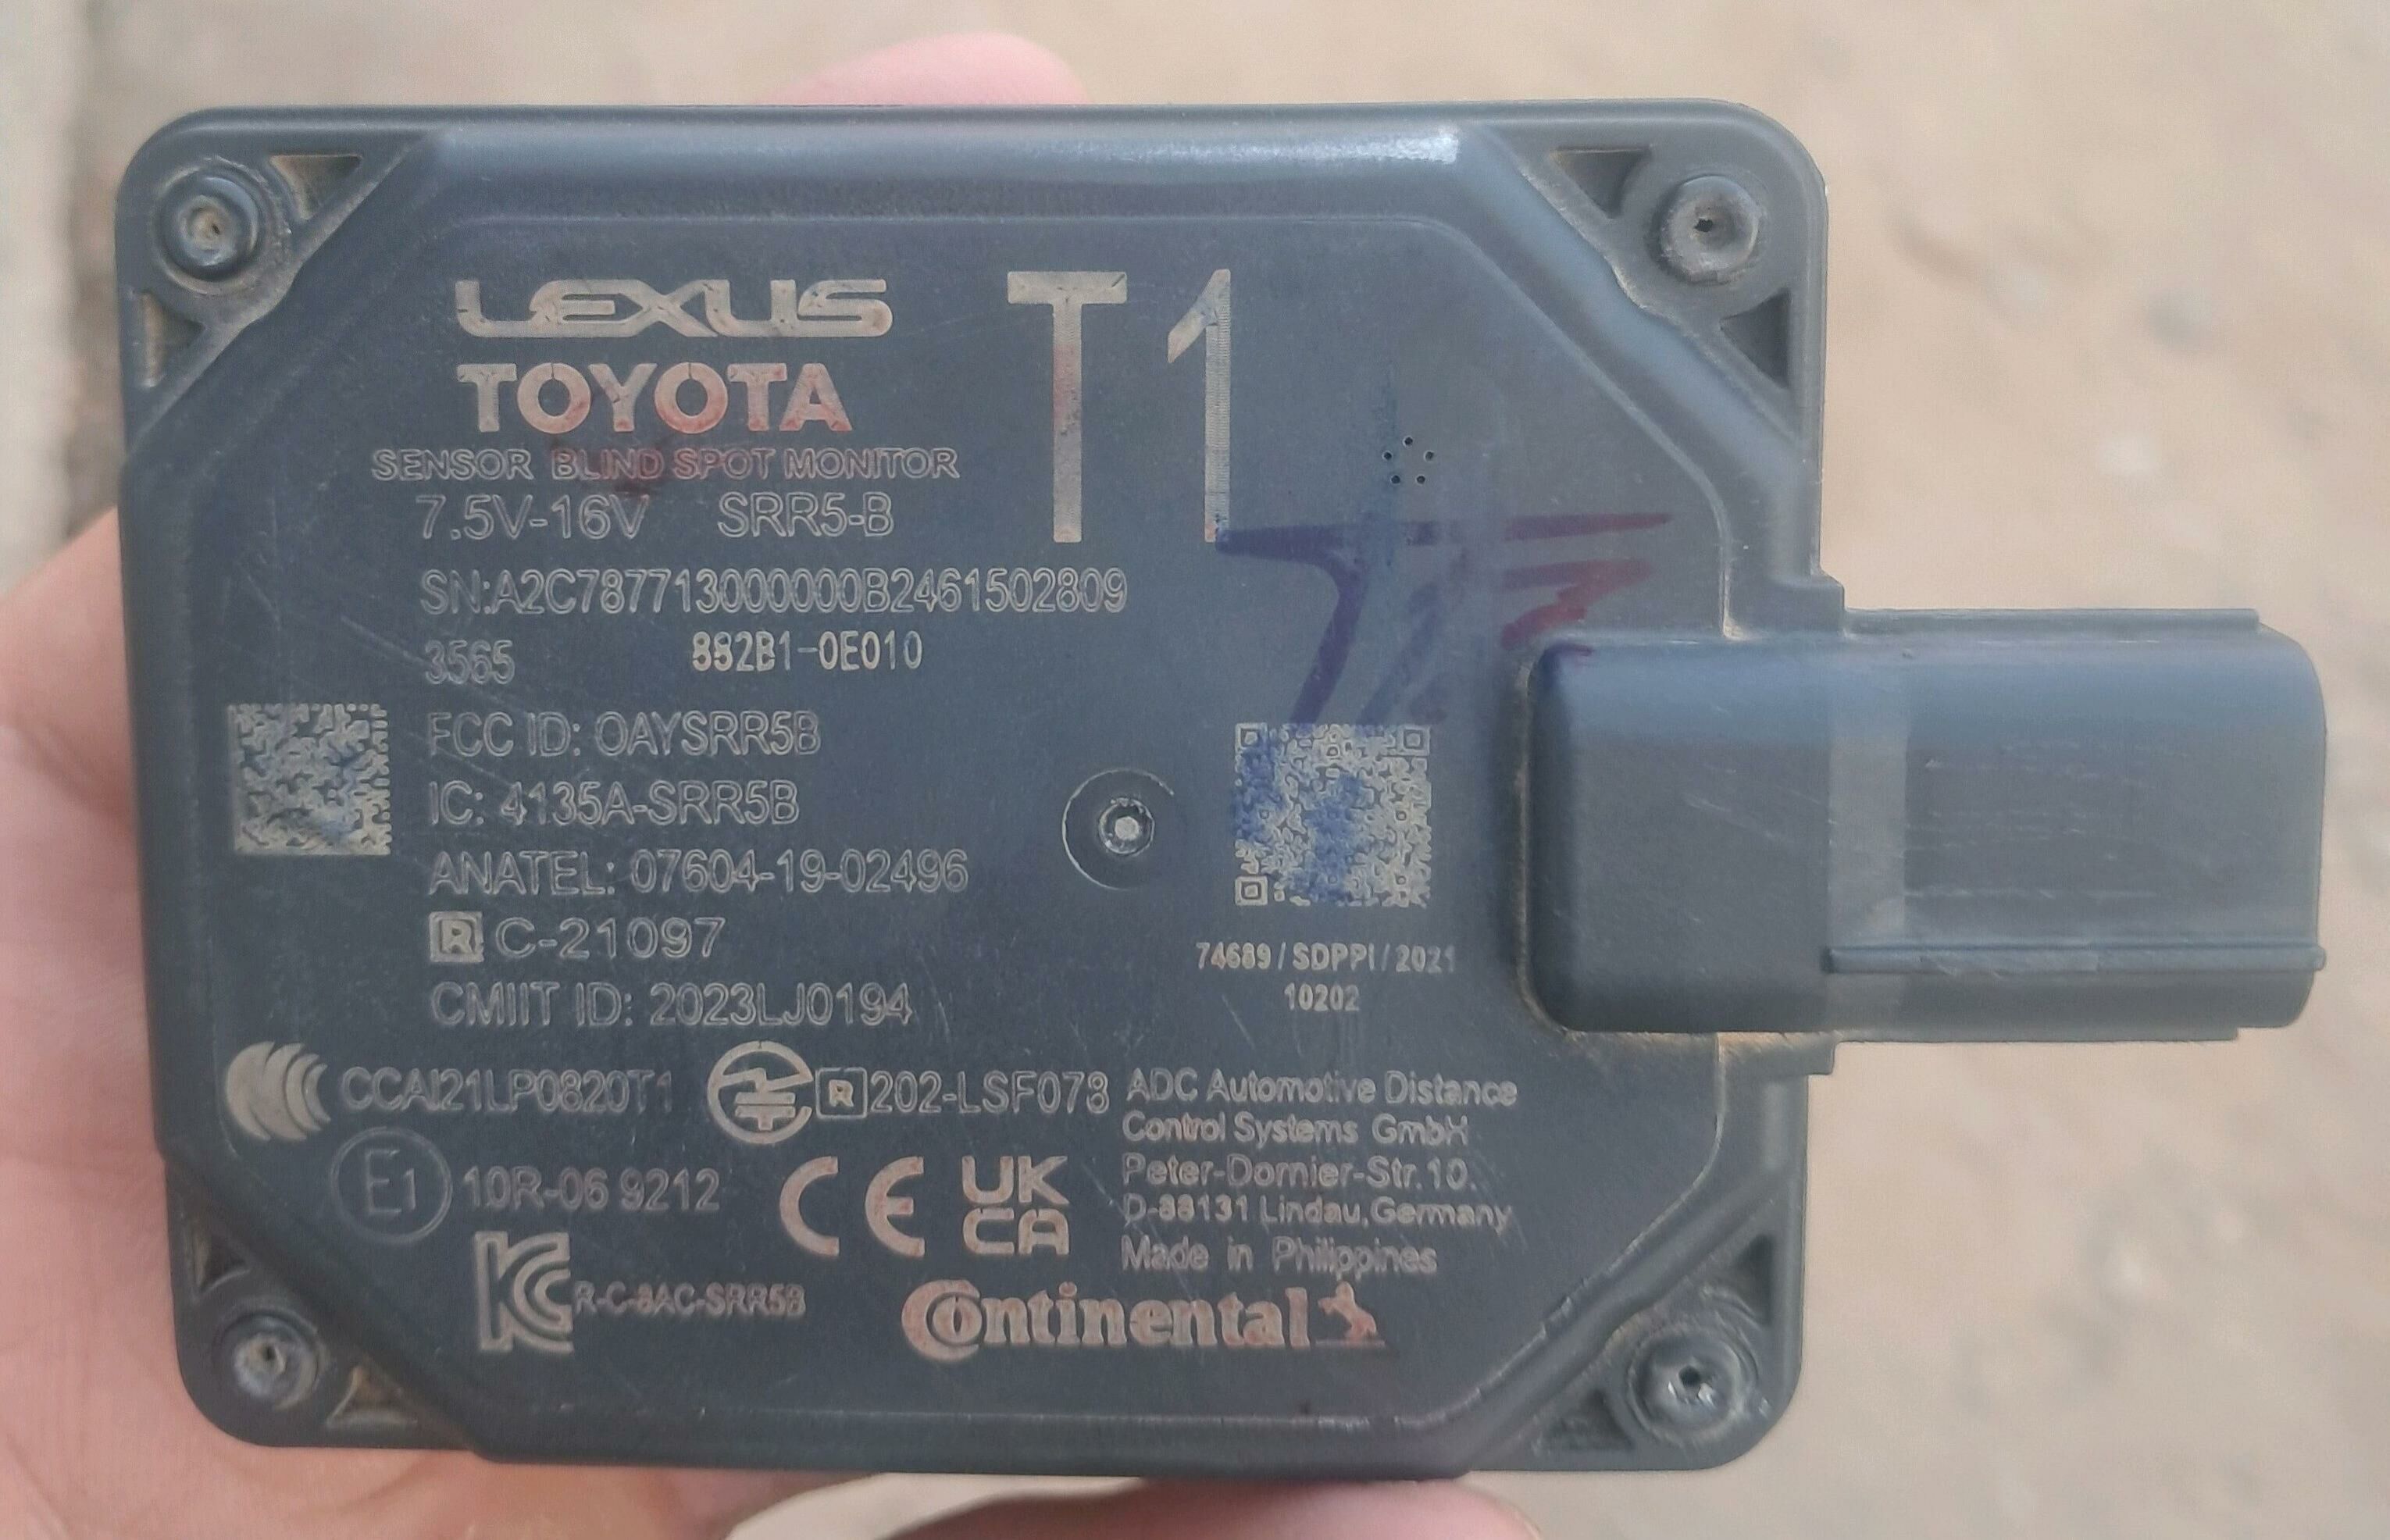 LEXUS
TOYOTA
T1
SENSOR BLIND SPOT MONITOR
7.5V-16V SRR5-B
SN:A2C787713000000B2461502809
3565 882B1-0E010
FCC ID: OAYSRR5B
IC: 4135A-SRR5B
ANATEL: 07604-19-02496
R C-21097
CMIIT ID: 2023LJ0194
74689/SDPPI/2021
10202
CCAI21LP0820T1
R 202-LSF078
E1 10R-06 9212
CE UK
CA
KC R-C-8AC-SRR5B
ADC Automotive Distance
Control Systems GmbH
Peter-Dornier-Str.10.
D-88131 Lindau,Germany
Made in Philippines
Continental